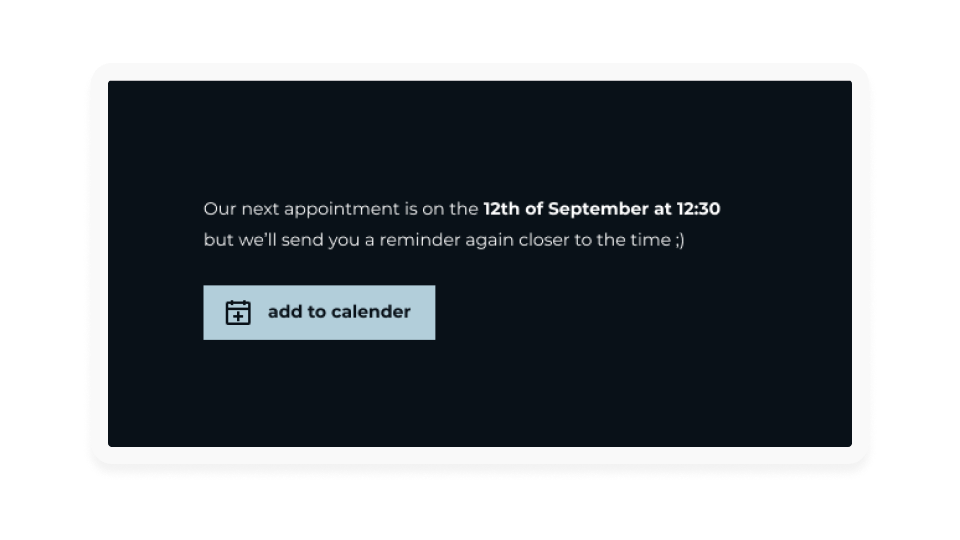 Our next appointment is on the 12th of September at 12:30
but we’ll send you a reminder again closer to the time ;)
add to calender